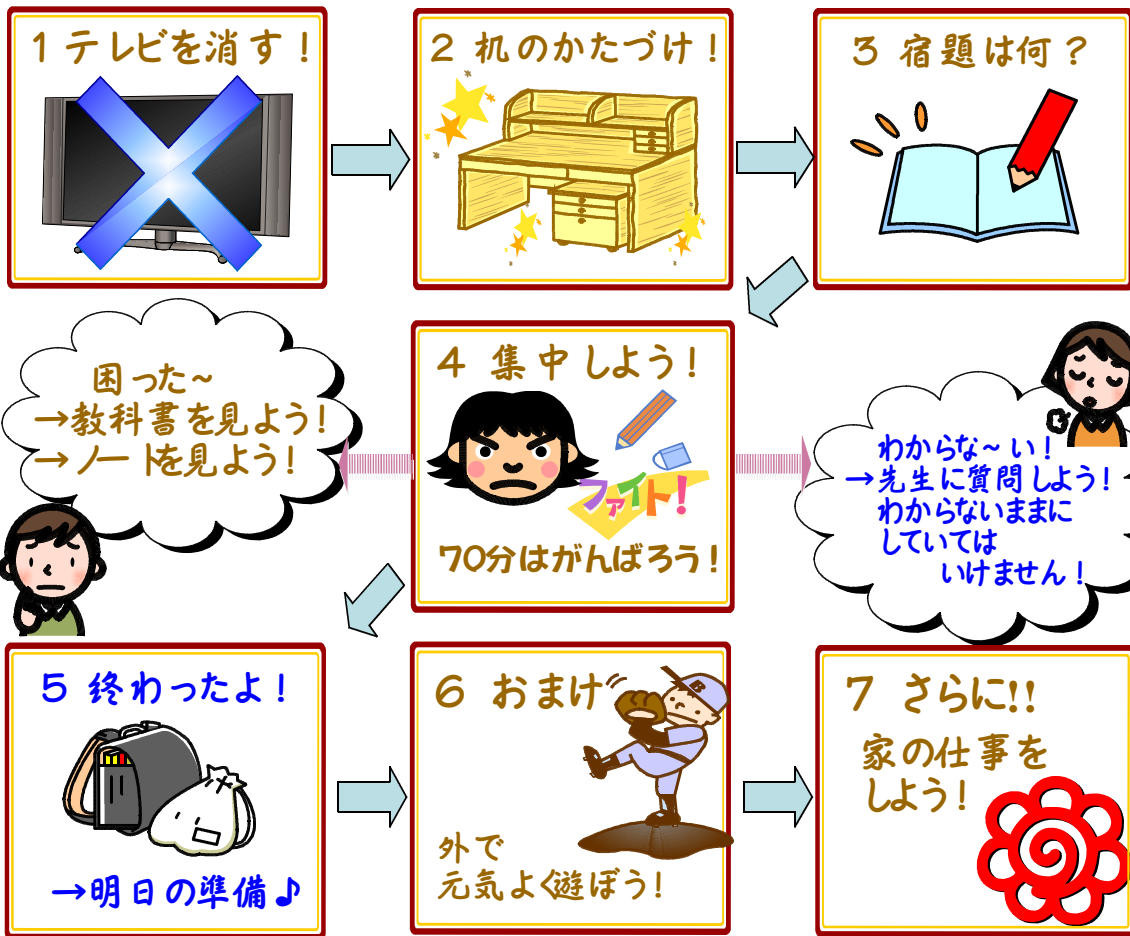 1 テレビを消す!
2 机のかたづけ!
3 宿題は何?
困った~
→教科書を見よう!
→ノートを見よう!
4 集中しよう!
ファイト!
70分はがんばろう!
わからな~い!
→先生に質問しよう!
わからないままに
していては
いけません!
5 終わったよ!
→明日の準備♪
6 おまけ
B
外で
元気よく遊ぼう!
7 さらに!!
家の仕事を
しよう!